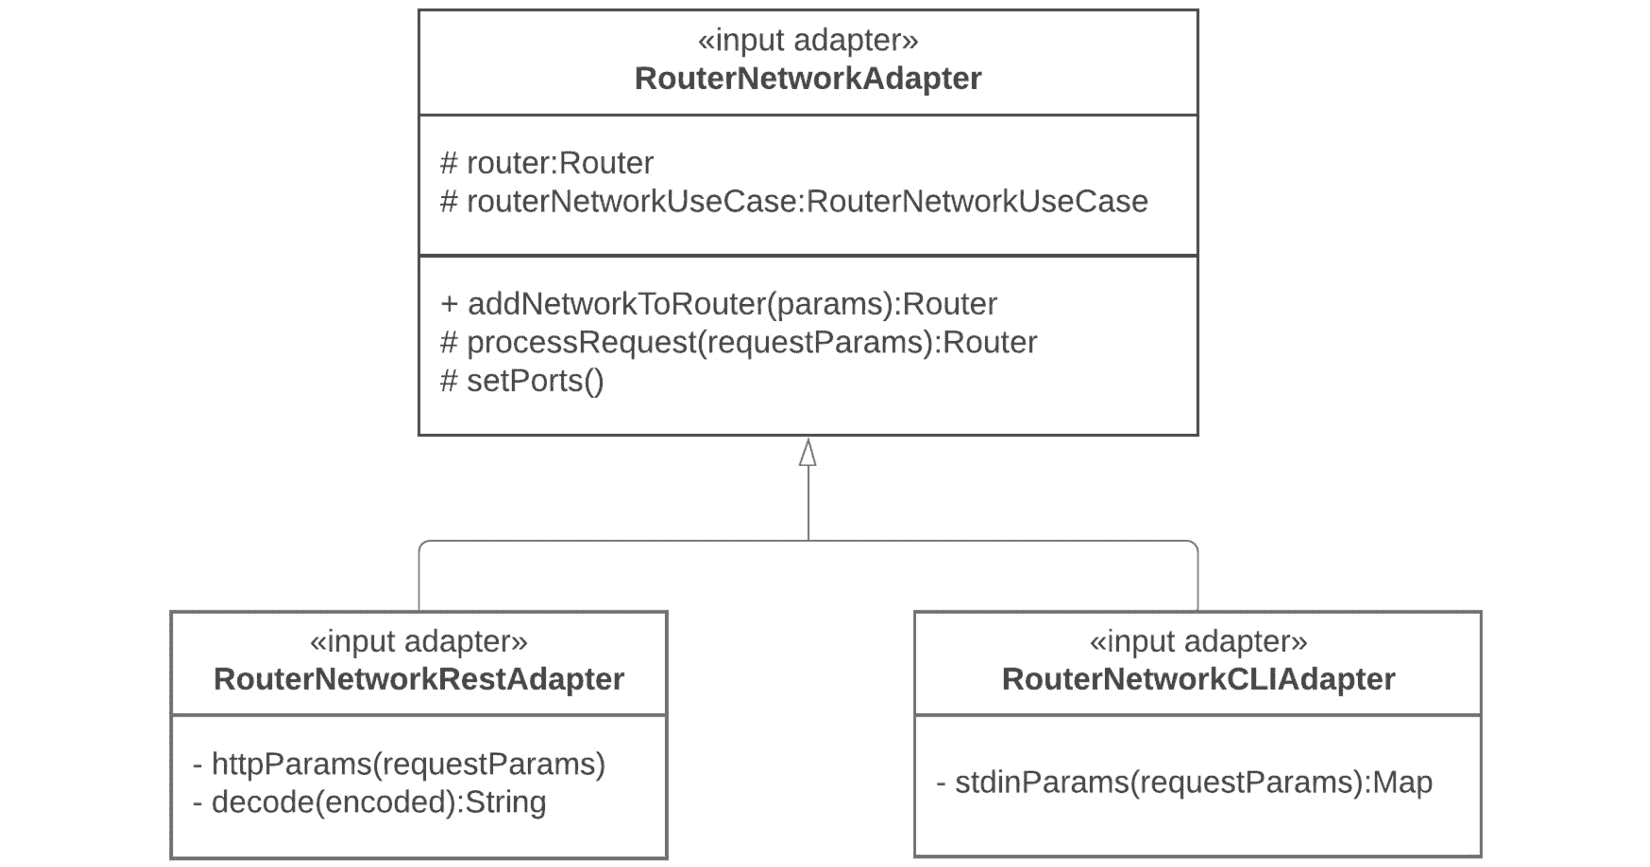 «input adapter»
RouterNetworkAdapter
# router:Router
# routerNetworkUseCase:RouterNetworkUseCase
+ addNetworkToRouter(params):Router
# processRequest(requestParams):Router
# setPorts()
«input adapter»
RouterNetworkRestAdapter
- httpParams(requestParams)
- decode(encoded):String
«input adapter»
RouterNetworkCLIAdapter
- stdinParams(requestParams):Map